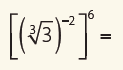 [(∛3)⁻²]⁶ =